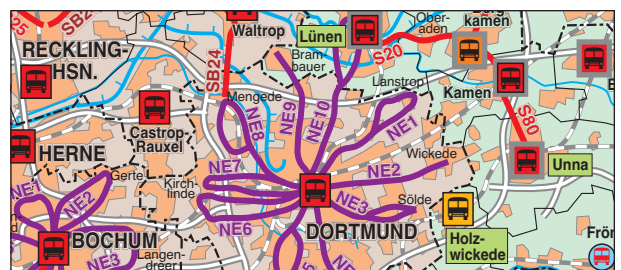 SB25
SB2
Waltrop
Lünen
Ober-
aden
kamen
RECKLING-
HSN.
SB24
Bram
bauer
S20
Lanstrop
Kamen
Mengede
S80
Castrop-
Rauxel
NE8
NE9
NE10
NE1
HERNE
NE7
NE2
Wickede
Unna
Gerte
Kirch-
linde
NE1
NE2
NE3
Sölde
NE6
DORTMUND
Holz-
wickede
BOCHUM
NE3
Langen-
dreer
Frön